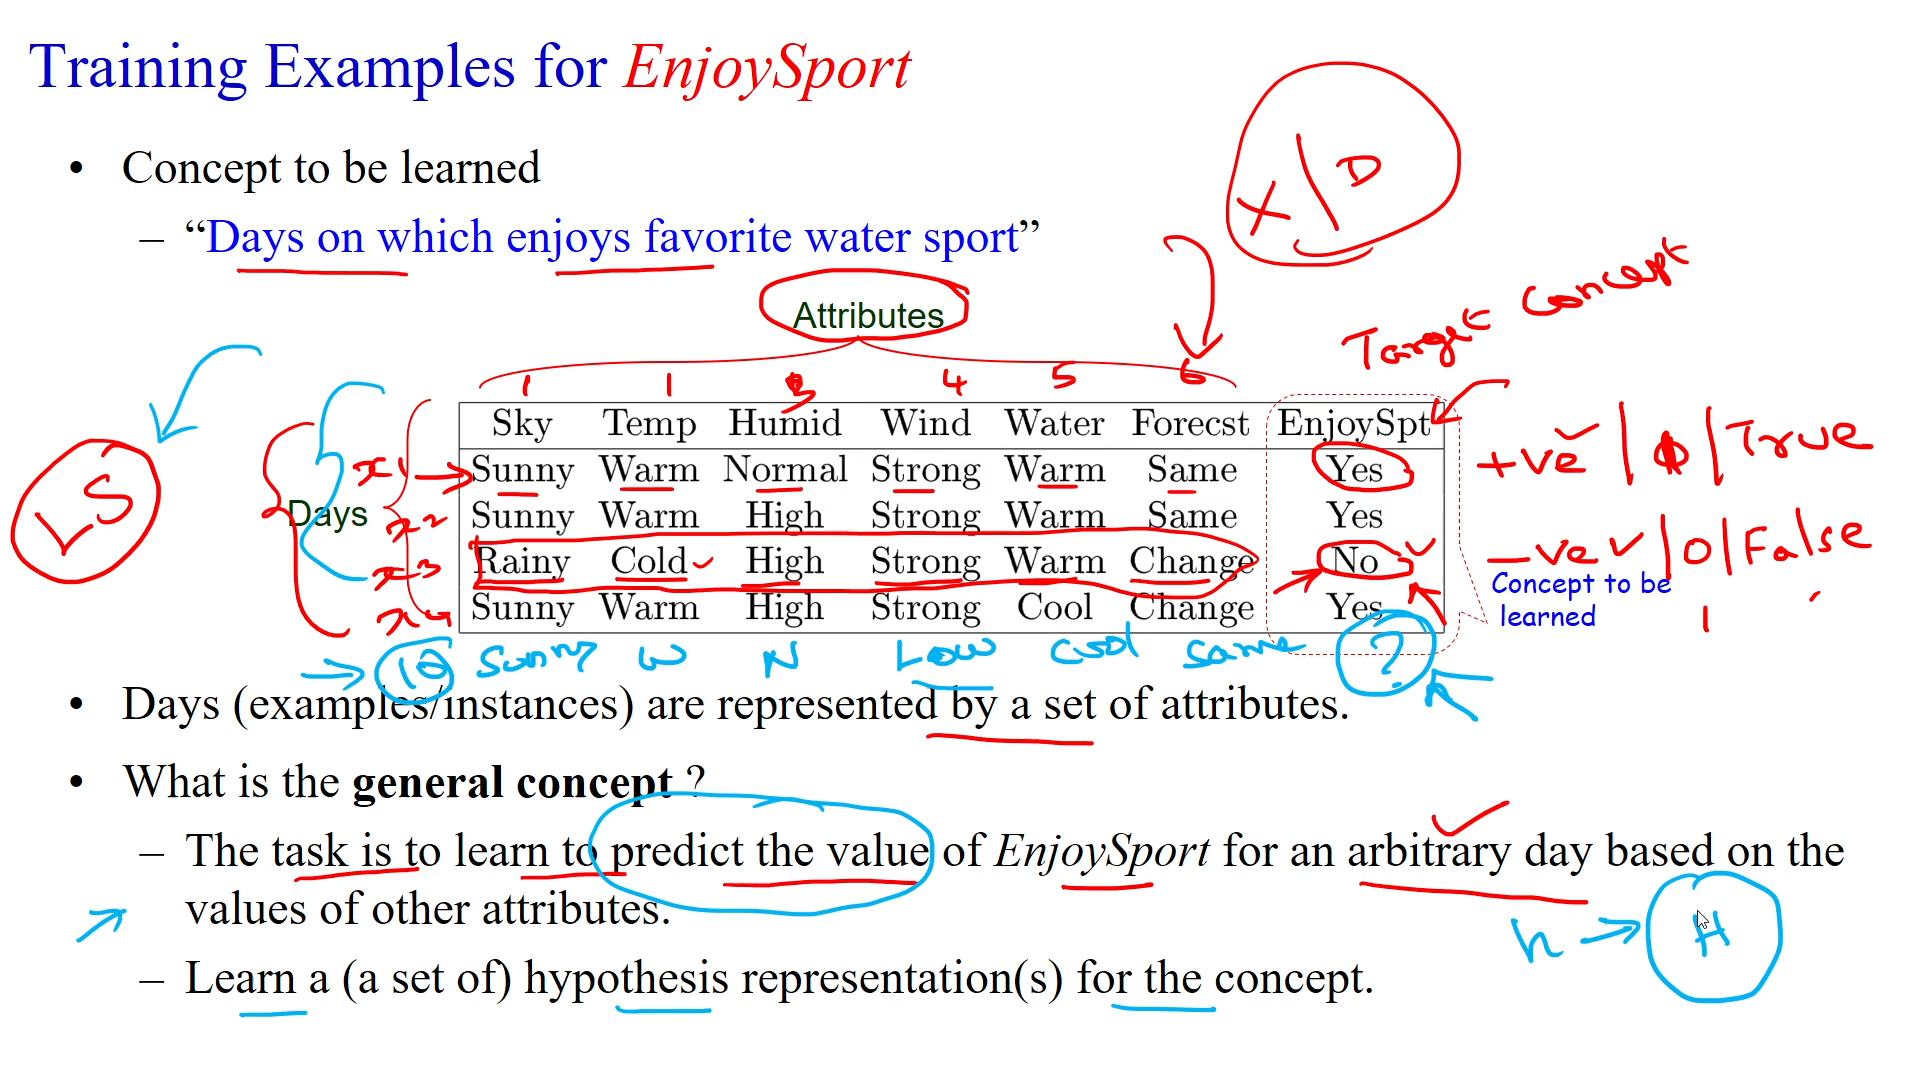 Training Examples for EnjoySport
• Concept to be learned
– “Days on which enjoys favorite water sport”
X / D
Attributes
Target Concept
1 1 3 4 5 6
Sky Temp Humid Wind Water Forecst EnjoySpt
x1 → Sunny Warm Normal Strong Warm Same Yes
+ve | | True
LS
Days
x2 Sunny Warm High Strong Warm Same Yes
x3 Rainy Cold High Strong Warm Change No
-ve | 0 | False
x4 Sunny Warm High Strong Cool Change Yes
Concept to be
learned
1
→ 10 Sunny W N Low Cool Same ?
• Days (examples/instances) are represented by a set of attributes.
• What is the general concept ?
– The task is to learn to predict the value of EnjoySport for an arbitrary day based on the
values of other attributes.
h → H
– Learn a (a set of) hypothesis representation(s) for the concept.